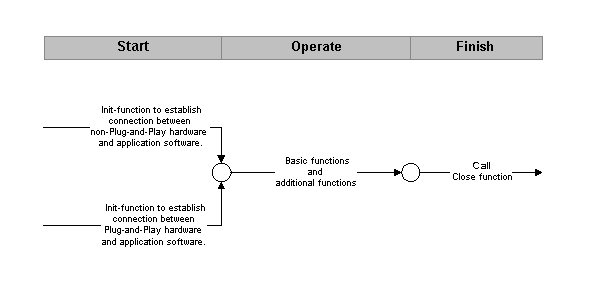 Start
Operate
Finish
Init-function to establish
connection between
non-Plug-and-Play hardware
and application software.
Basic functions
and
additional functions
Call
Close function
Init-function to establish
connection between
Plug-and-Play hardware
and application software.